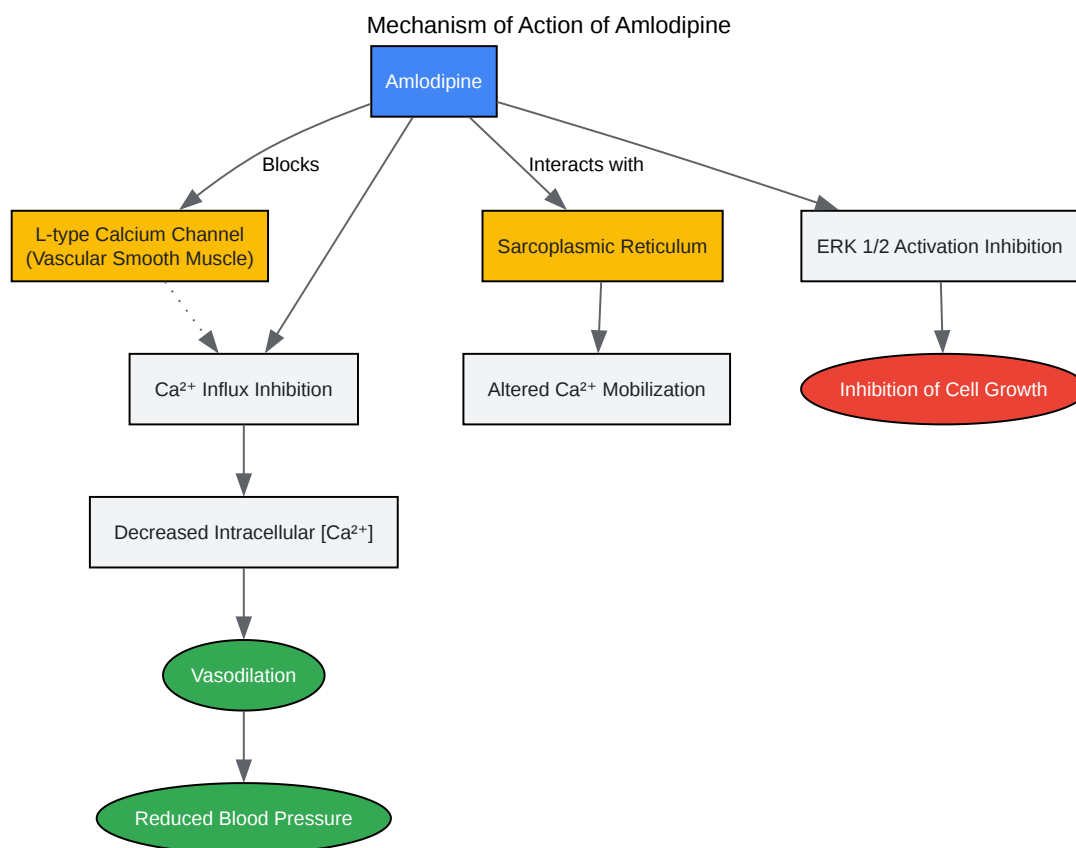 Mechanism of Action of Amlodipine
Amlodipine
Blocks
Interacts with
L-type Calcium Channel
(Vascular Smooth Muscle)
Sarcoplasmic Reticulum
ERK 1/2 Activation Inhibition
Ca²⁺ Influx Inhibition
Altered Ca²⁺ Mobilization
Inhibition of Cell Growth
Decreased Intracellular [Ca²⁺]
Vasodilation
Reduced Blood Pressure